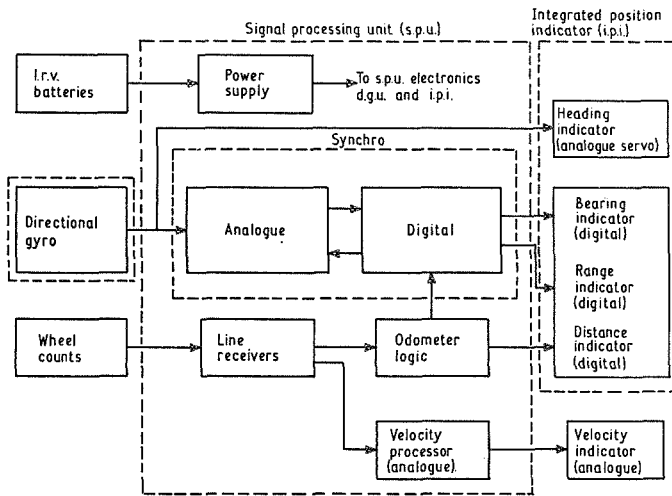 Signal processing unit (s.p.u.)
Integrated position
indicator (i.p.i.)
l.r.v.
batteries
Power
supply
To s.p.u. electronics
d.g.u. and i.p.i.
Heading
indicator
(analogue servo)
Synchro
Directional
gyro
Analogue
Digital
Bearing
indicator
(digital)
Range
indicator
(digital)
Distance
indicator
(digital)
Wheel
counts
Line
receivers
Odometer
logic
Velocity
processor
(analogue).
Velocity
indicator
(analogue)